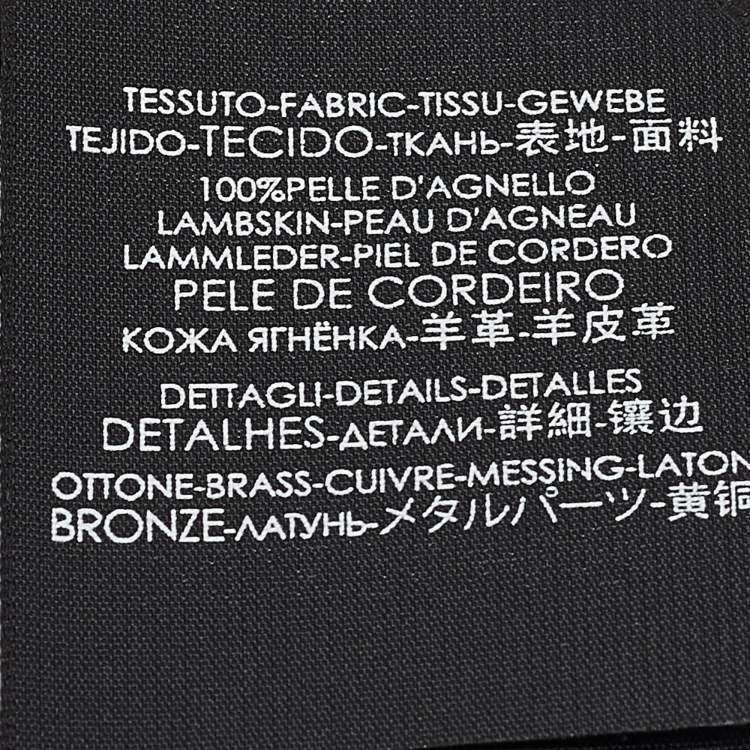 TESSUTO-FABRIC-TISSU-GEWEBE
TEJIDO-TECIDO-ТКАНЬ-表地-面料
100%PELLE D'AGNELLO
LAMBSKIN-PEAU D'AGNEAU
LAMMLEDER-PIEL DE CORDERO
PELE DE CORDEIRO
КОЖА ЯГНЁНКА-羊革-羊皮革
DETTAGLI-DETAILS-DETALLES
DETALHES-ДЕТАЛИ-詳細-镶边
OTTONE-BRASS-CUIVRE-MESSING-LATON
BRONZE-ЛАТУНЬ-メタルパーツ-黄铜